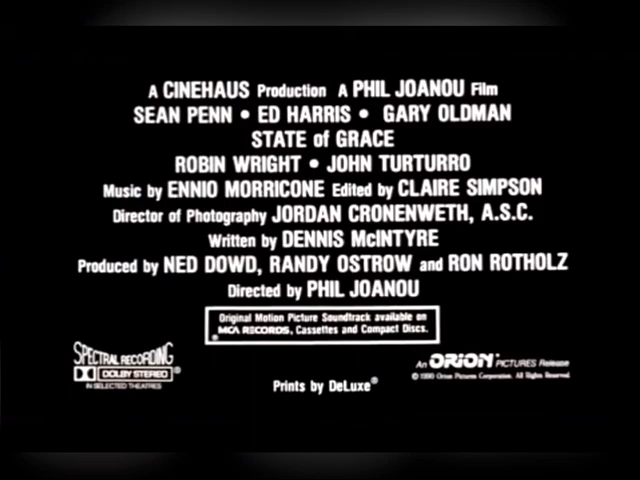 A CINEHAUS Production A PHIL JOANOU Film
SEAN PENN • ED HARRIS • GARY OLDMAN
STATE of GRACE
ROBIN WRIGHT • JOHN TURTURRO
Music by ENNIO MORRICONE Edited by CLAIRE SIMPSON
Director of Photography JORDAN CRONENWETH, A.S.C.
Written by DENNIS McINTYRE
Produced by NED DOWD, RANDY OSTROW and RON ROTHOLZ
Directed by PHIL JOANOU
Original Motion Picture Soundtrack available on
® MCA RECORDS, Cassettes and Compact Discs.
SPECTRAL RECORDING
DOLBY STEREO ®
IN SELECTED THEATRES
Prints by DeLuxe®
An ORION PICTURES Release
© 1990 Orion Pictures Corporation. All Rights Reserved.